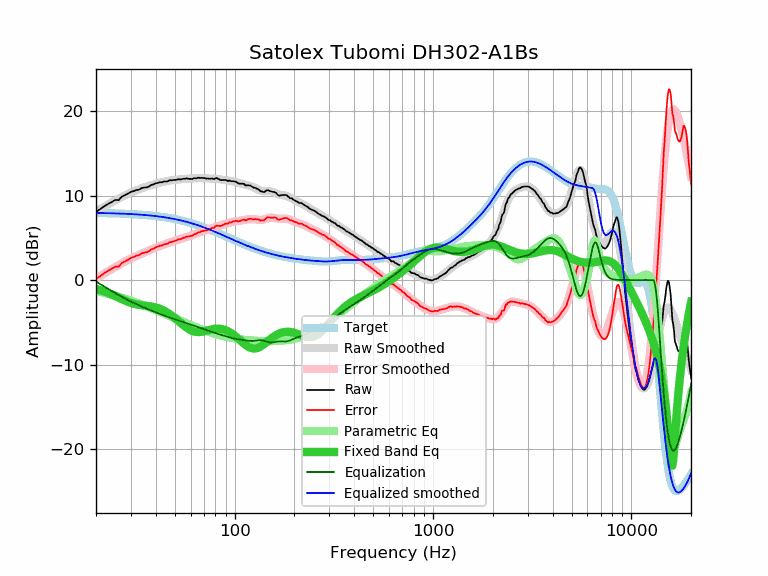 Satolex Tubomi DH302-A1Bs
Amplitude (dBr)
20
10
0
−10
−20
Target
Raw Smoothed
Error Smoothed
Raw
Error
Parametric Eq
Fixed Band Eq
Equalization
Equalized smoothed
100
1000
10000
Frequency (Hz)